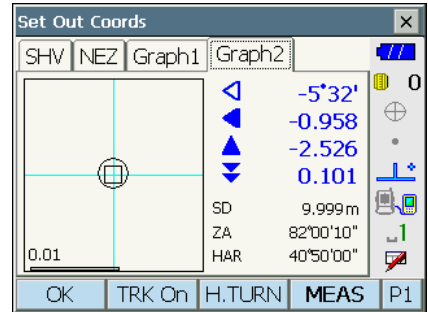 Set Out Coords
SHV NEZ Graph1 Graph2
-5°32'
0
-0.958
-2.526
0.101
SD 9.999m
ZA 82°00'10"
1
0.01
HAR 40°50'00"
OK TRK On H.TURN MEAS P1